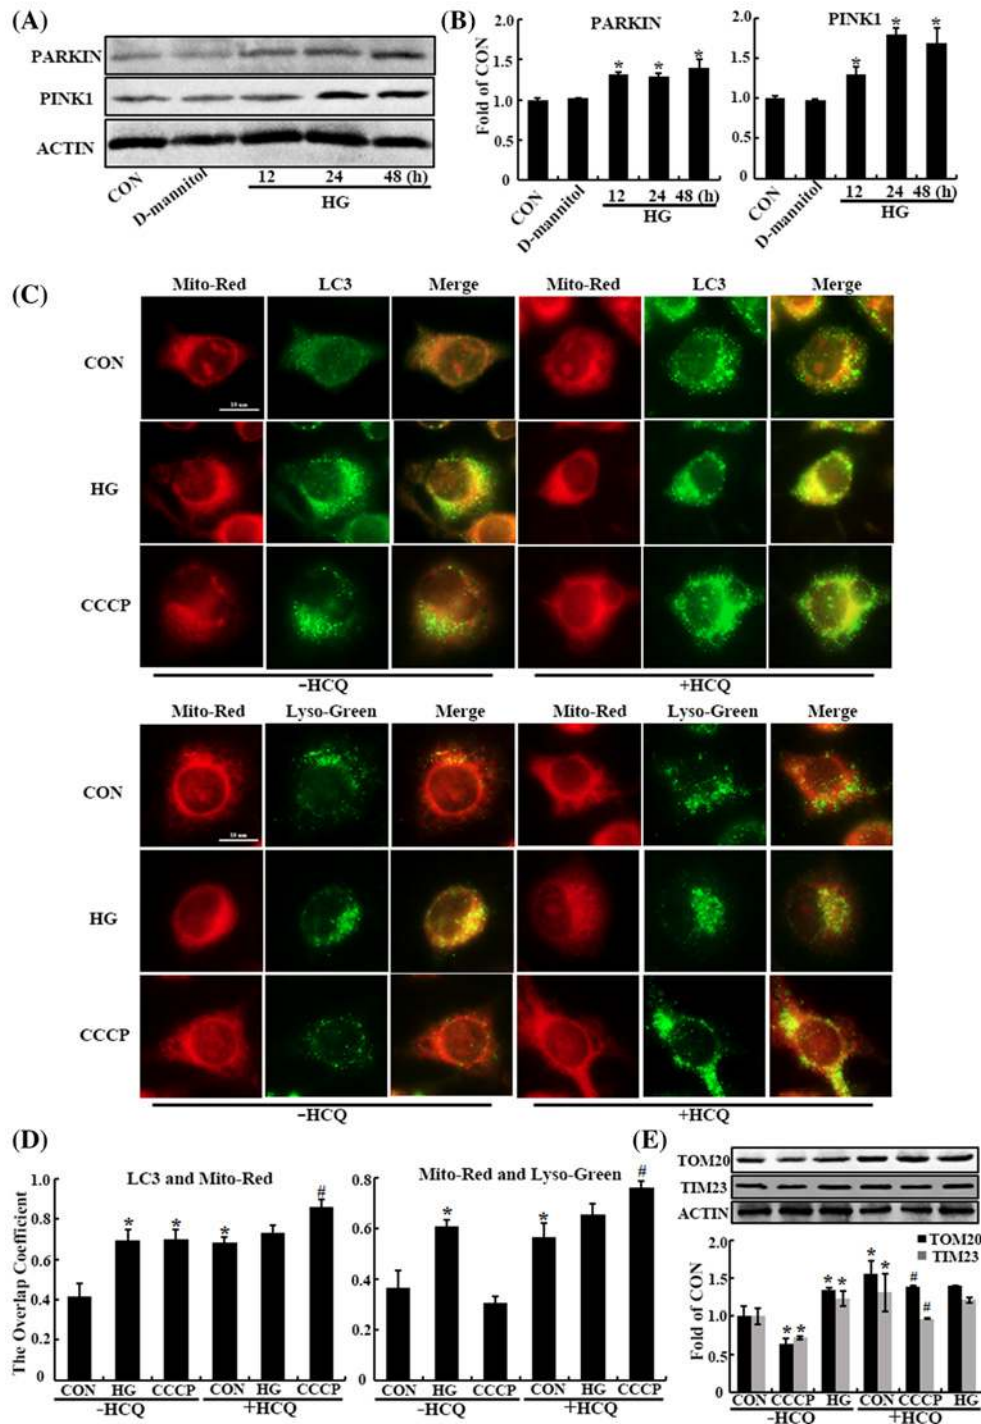 (A)
PARKIN
PINK1
ACTIN
CON
D-mannitol
12 24 48 (h)
HG
(B)
PARKIN
Fold of CON
2.0
1.5
1.0
0.5
*
*
*
CON
D-mannitol
12 24 48 (h)
HG
PINK1
2.0
1.5
1.0
0.5
*
*
*
CON
D-mannitol
12 24 48 (h)
HG
(C)
Mito-Red LC3 Merge Mito-Red LC3 Merge
CON
HG
CCCP
-HCQ +HCQ
Mito-Red Lyso-Green Merge Mito-Red Lyso-Green Merge
CON
HG
CCCP
-HCQ +HCQ
(D)
LC3 and Mito-Red
The Overlap Coefficient
1.0
0.8
0.6
0.4
0.2
0
* * * #
CON HG CCCP CON HG CCCP
-HCQ +HCQ
Mito-Red and Lyso-Green
0.8
0.6
0.4
0.2
0
* * #
CON HG CCCP CON HG CCCP
-HCQ +HCQ
(E)
TOM20
TIM23
ACTIN
TOM20
TIM23
Fold of CON
2.0
1.5
1.0
0.5
0
* * * * * * # #
CON CCCP HG CON CCCP HG
-HCQ +HCQ